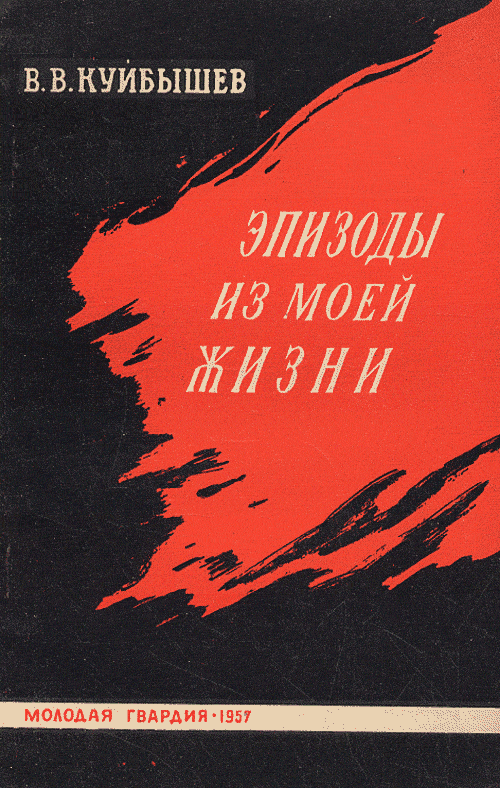 В. В. КУЙБЫШЕВ
ЭПИЗОДЫ
ИЗ МОЕЙ
ЖИЗНИ
МОЛОДАЯ ГВАРДИЯ · 1957